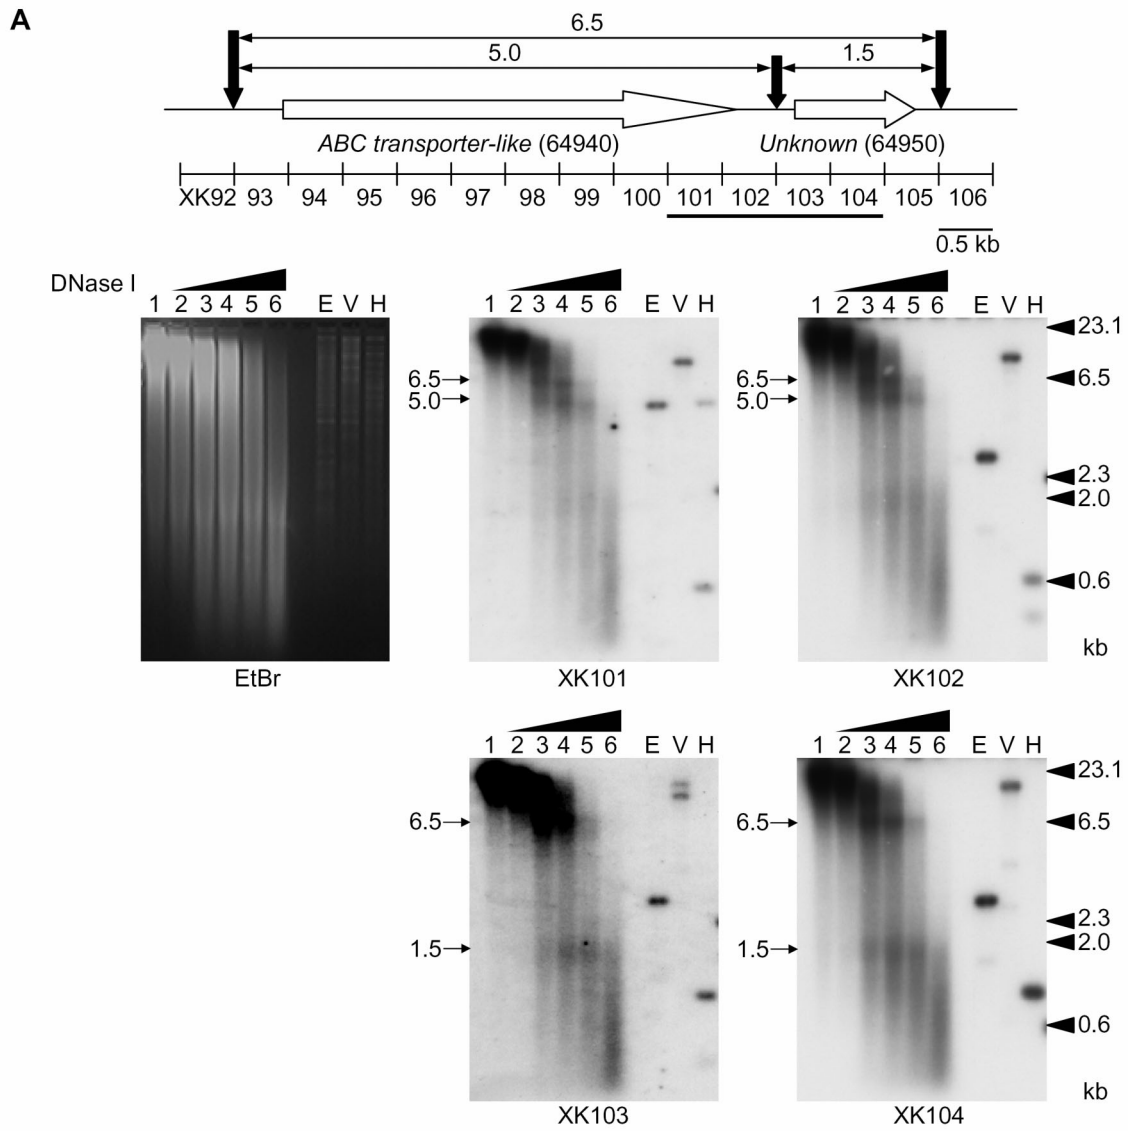 A
6.5
5.0 1.5
ABC transporter-like (64940) Unknown (64950)
XK92 93 94 95 96 97 98 99 100 101 102 103 104 105 106
0.5 kb
DNase I
1 2 3 4 5 6 E V H
1 2 3 4 5 6 E V H
1 2 3 4 5 6 E V H
6.5
5.0
6.5
5.0
23.1
6.5
2.3
2.0
0.6
kb
EtBr
XK101
XK102
1 2 3 4 5 6 E V H
1 2 3 4 5 6 E V H
6.5
1.5
6.5
1.5
23.1
6.5
2.3
2.0
0.6
kb
XK103
XK104